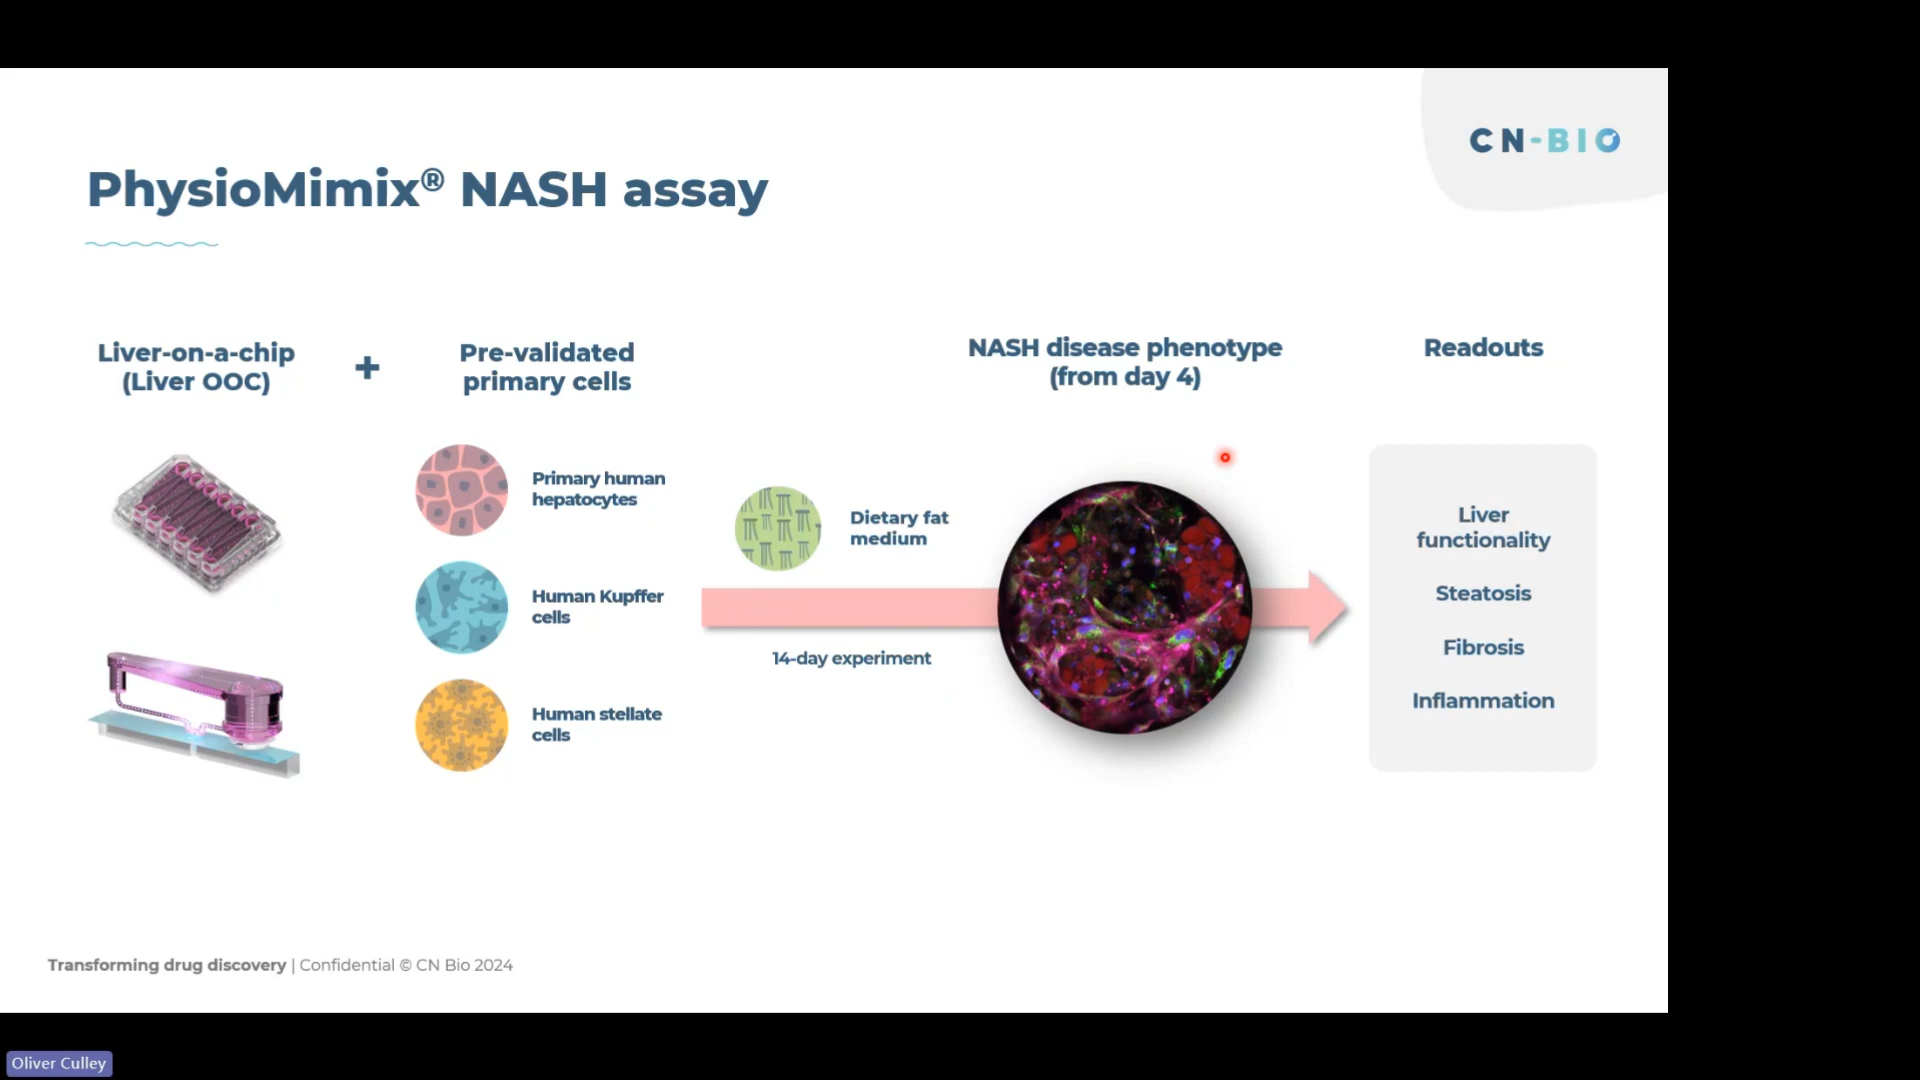 CN-BIO
PhysioMimix® NASH assay
Liver-on-a-chip
(Liver OOC)
+
Pre-validated
primary cells
NASH disease phenotype
(from day 4)
Readouts
Primary human
hepatocytes
Human Kupffer
cells
Human stellate
cells
Dietary fat
medium
14-day experiment
Liver
functionality
Steatosis
Fibrosis
Inflammation
Transforming drug discovery | Confidential © CN Bio 2024
Oliver Culley